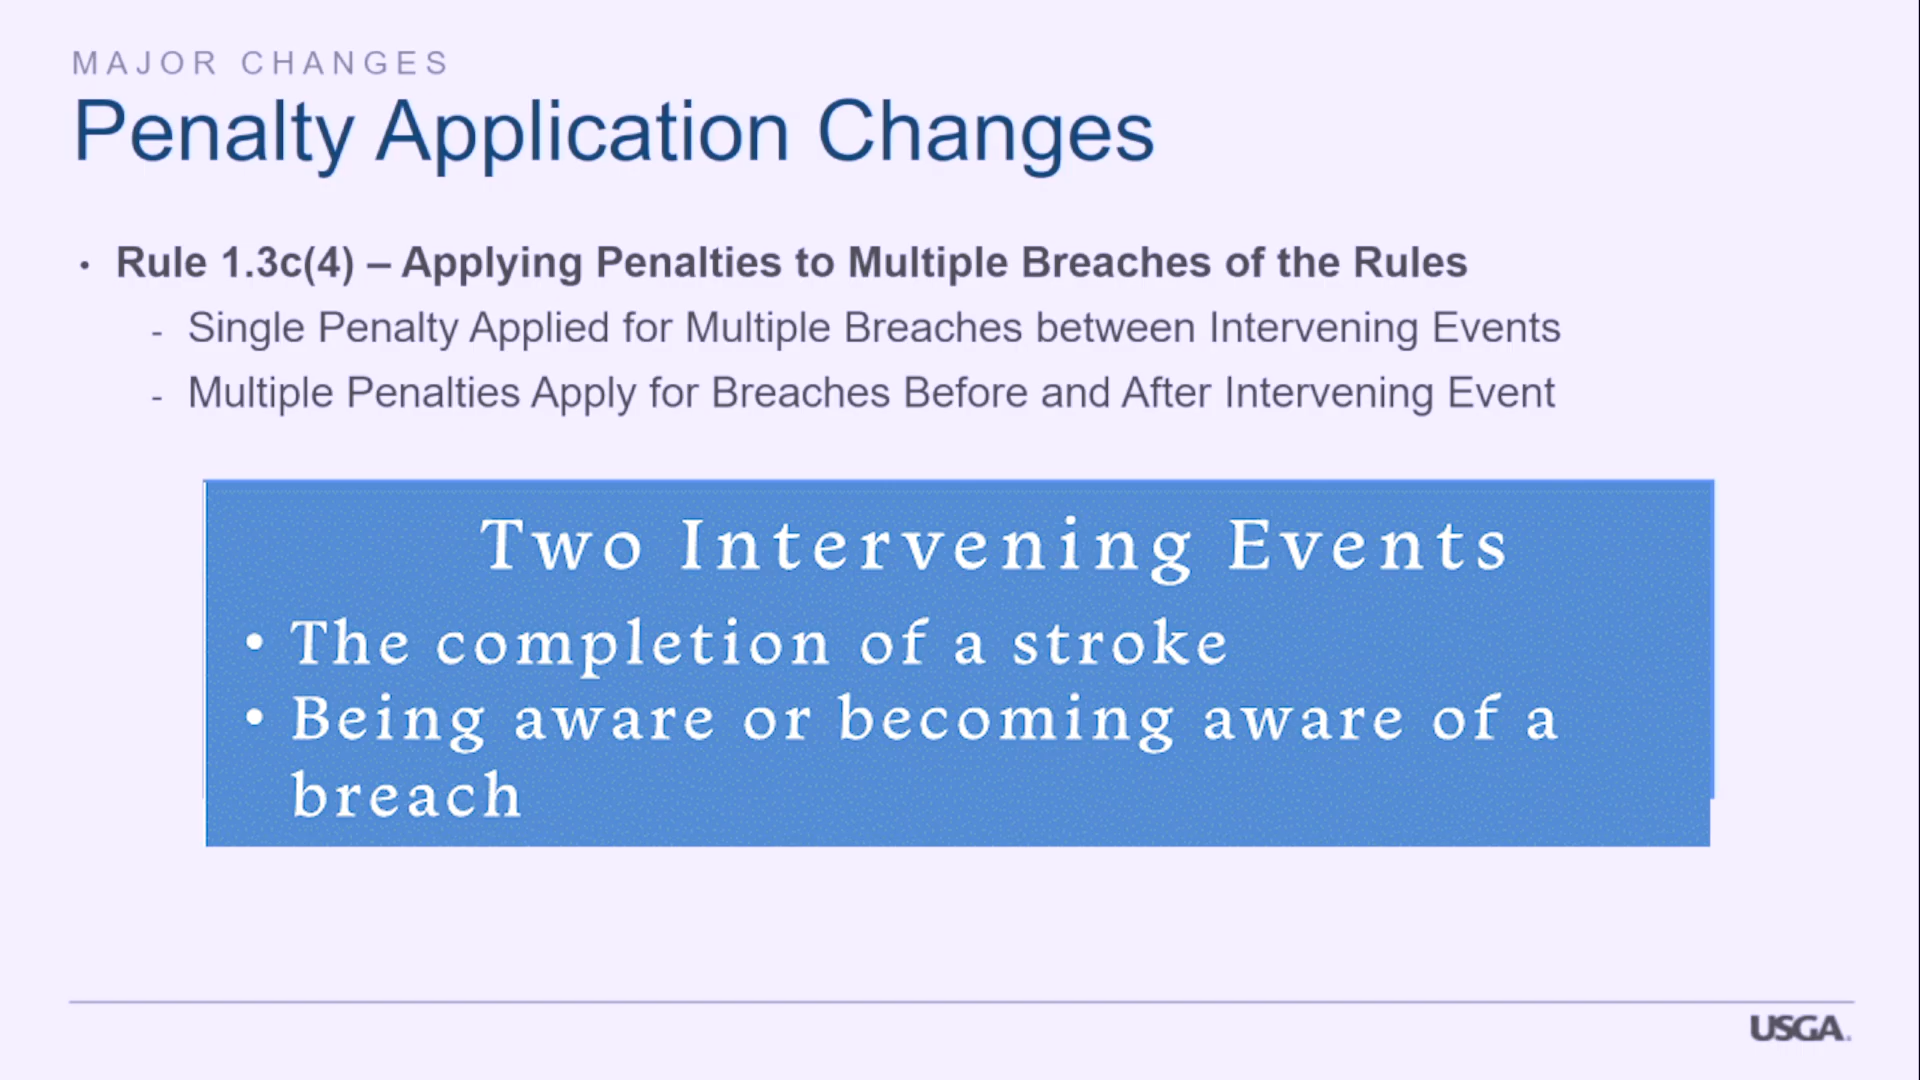 MAJOR CHANGES
Penalty Application Changes
• Rule 1.3c(4) – Applying Penalties to Multiple Breaches of the Rules
- Single Penalty Applied for Multiple Breaches between Intervening Events
- Multiple Penalties Apply for Breaches Before and After Intervening Event
Two Intervening Events
• The completion of a stroke
• Being aware or becoming aware of a
breach
USGA.